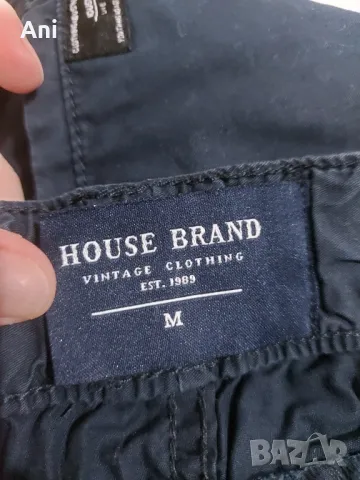 Ani
HOUSE BRAND
VINTAGE CLOTHING
EST. 1989
M
BAZAR